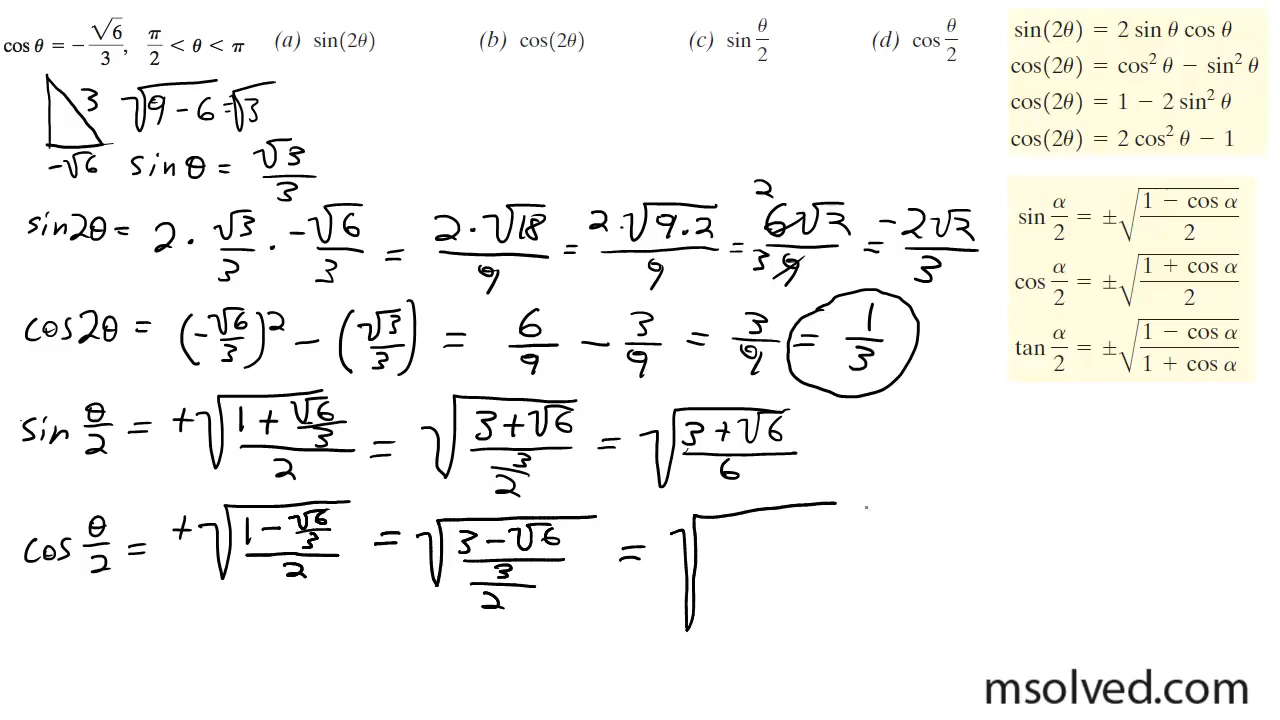 cos θ = −√6/3, π/2 < θ < π (a) sin(2θ) (b) cos(2θ) (c) sin θ/2 (d) cos θ/2
sin(2θ) = 2 sin θ cos θ
cos(2θ) = cos² θ − sin² θ
cos(2θ) = 1 − 2 sin² θ
cos(2θ) = 2 cos² θ − 1
sin α/2 = ±√((1 − cos α)/2)
cos α/2 = ±√((1 + cos α)/2)
tan α/2 = ±√((1 − cos α)/(1 + cos α))
3 √(9 − 6) = √3
−√6 sin θ = √3/3
sin2θ = 2 · √3/3 · −√6/3 = 2·√18/9 = 2·√(9·2)/9 = 6√2/9 2 3 = −2√2/3
cos2θ = (−√6/3)² − (√3/3) = 6/9 − 3/9 = 3/9 = 1/3
sin θ/2 = +√((1 + √6/3)/2) = √(((3 + √6)/3)/2) = √((3 + √6)/6)
cos θ/2 = +√((1 − √6/3)/2) = √(((3 − √6)/3)/2) = √
msolved.com